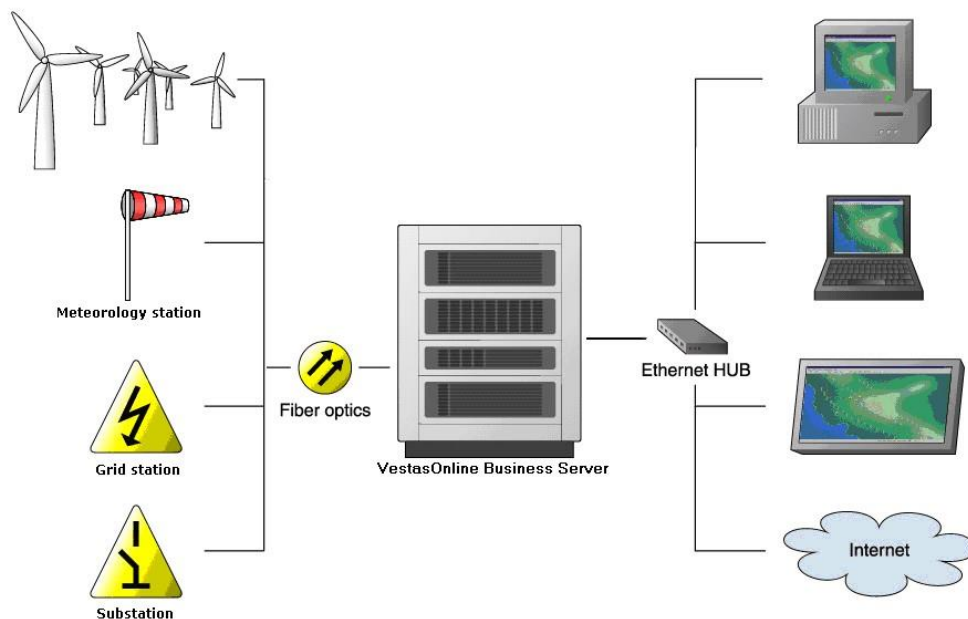 Meteorology station
Fiber optics
Grid station
Substation
VestasOnline Business Server
Ethernet HUB
Internet